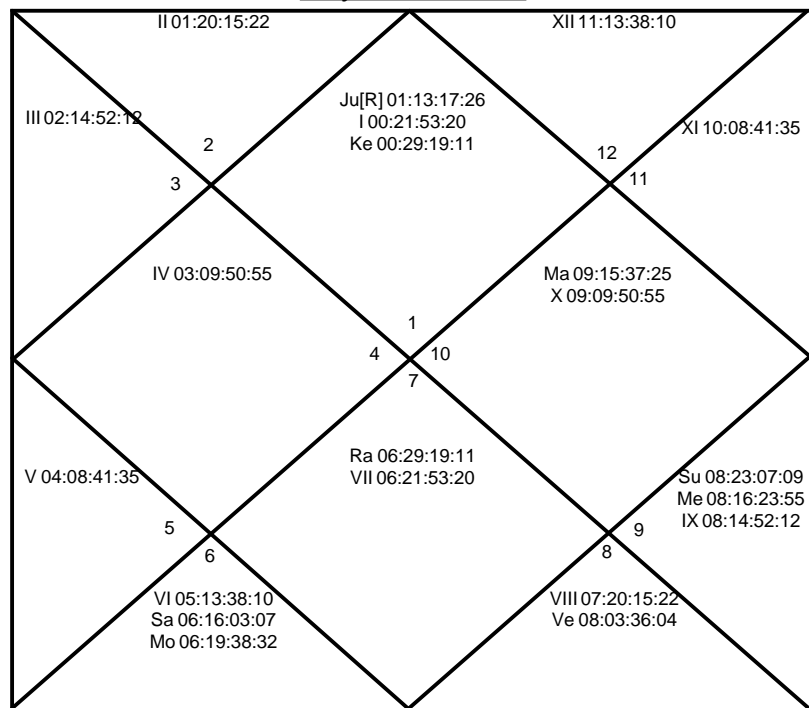 II 01:20:15:22
XII 11:13:38:10
Ju[R] 01:13:17:26
I 00:21:53:20
Ke 00:29:19:11
III 02:14:52:12
XI 10:08:41:35
2
12
3
11
IV 03:09:50:55
Ma 09:15:37:25
X 09:09:50:55
1
4
10
7
Ra 06:29:19:11
VII 06:21:53:20
V 04:08:41:35
Su 08:23:07:09
Me 08:16:23:55
IX 08:14:52:12
5
9
6
8
VI 05:13:38:10
Sa 06:16:03:07
Mo 06:19:38:32
VIII 07:20:15:22
Ve 08:03:36:04